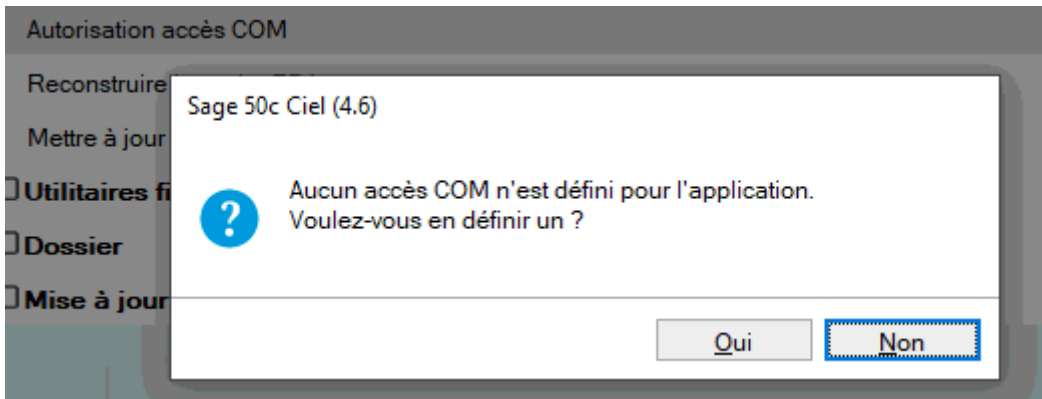 Autorisation accès COM
Reconstruire
Mettre à jour
Utilitaires fi
Dossier
Mise à jour
Sage 50c Ciel (4.6)
?
Aucun accès COM n'est défini pour l'application.
Voulez-vous en définir un ?
Oui
Non